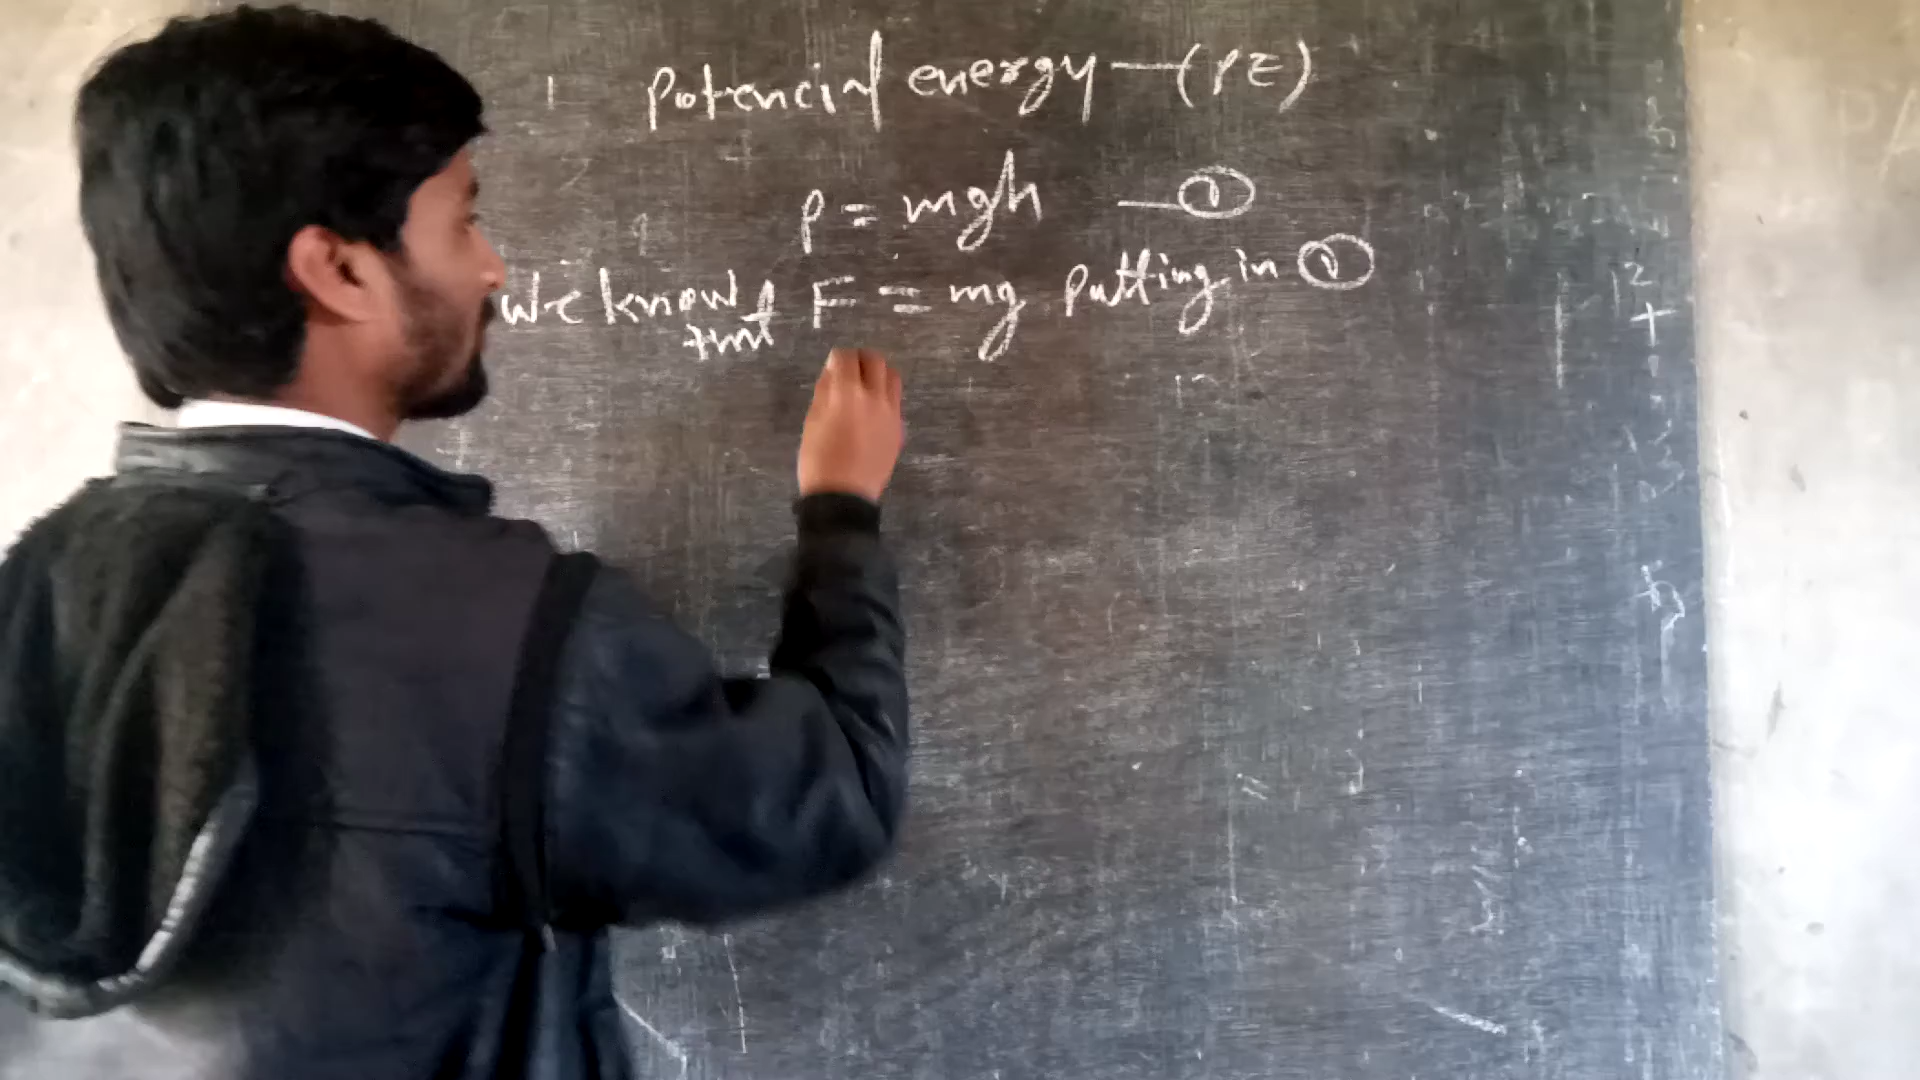 Potencial energy — (PE)
P = mgh — ①
We know that F = mg Putting in ①